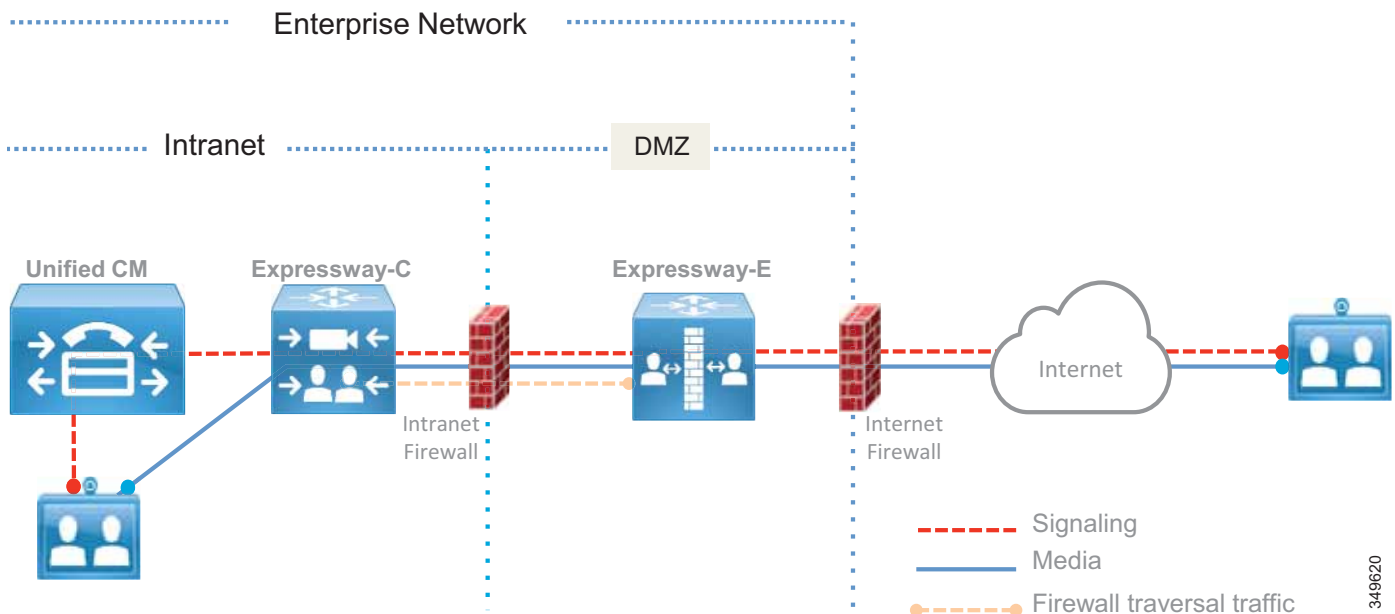 Enterprise Network
Intranet
DMZ
Unified CM
Expressway-C
Expressway-E
Internet
Intranet
Firewall
Internet
Firewall
Signaling
Media
Firewall traversal traffic
349620